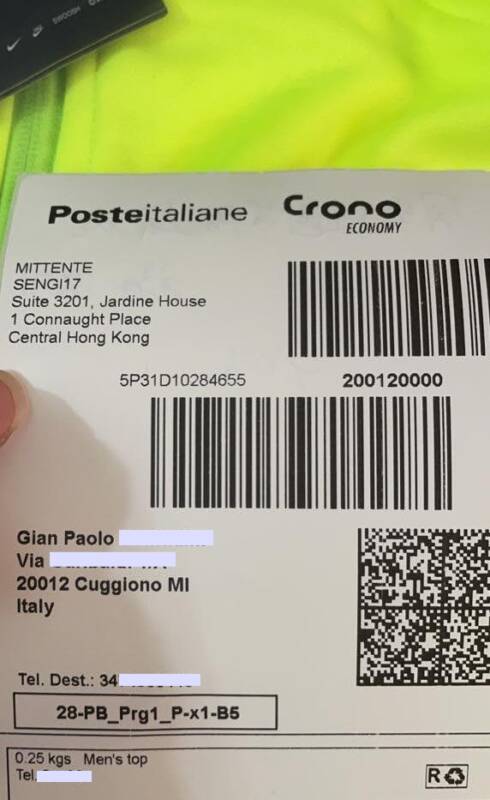 SWOOSH
Posteitaliane
Crono
ECONOMY
MITTENTE
SENGI17
Suite 3201, Jardine House
1 Connaught Place
Central Hong Kong
5P31D10284655 200120000
Gian Paolo
Via
20012 Cuggiono MI
Italy
Tel. Dest.: 34
28-PB_Prg1_P-x1-B5
0.25 kgs Men's top
Tel.
R